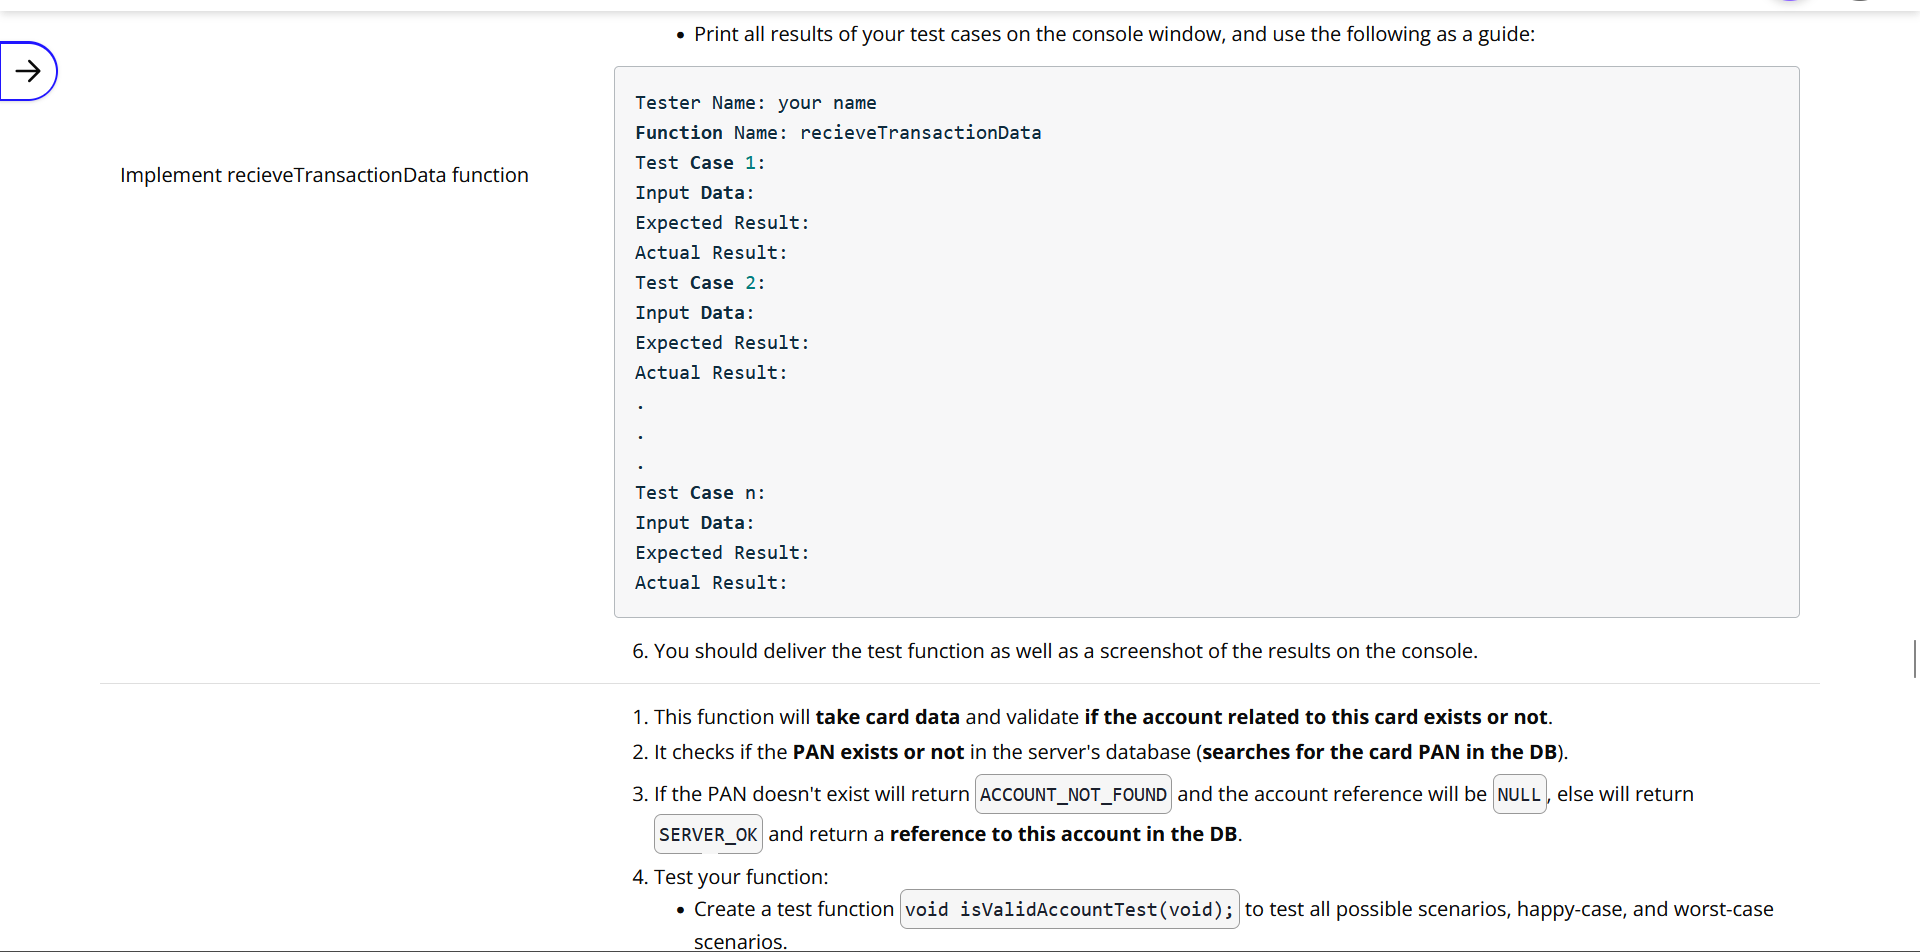 • Print all results of your test cases on the console window, and use the following as a guide:
Tester Name: your name
Function Name: recieveTransactionData
Implement recieveTransactionData function
Test Case 1:
Input Data:
Expected Result:
Actual Result:
Test Case 2:
Input Data:
Expected Result:
Actual Result:
.
.
.
Test Case n:
Input Data:
Expected Result:
Actual Result:
6. You should deliver the test function as well as a screenshot of the results on the console.
1. This function will take card data and validate if the account related to this card exists or not.
2. It checks if the PAN exists or not in the server's database (searches for the card PAN in the DB).
3. If the PAN doesn't exist will return ACCOUNT_NOT_FOUND and the account reference will be NULL, else will return
SERVER_OK and return a reference to this account in the DB.
4. Test your function:
• Create a test function void isValidAccountTest(void); to test all possible scenarios, happy-case, and worst-case
scenarios.